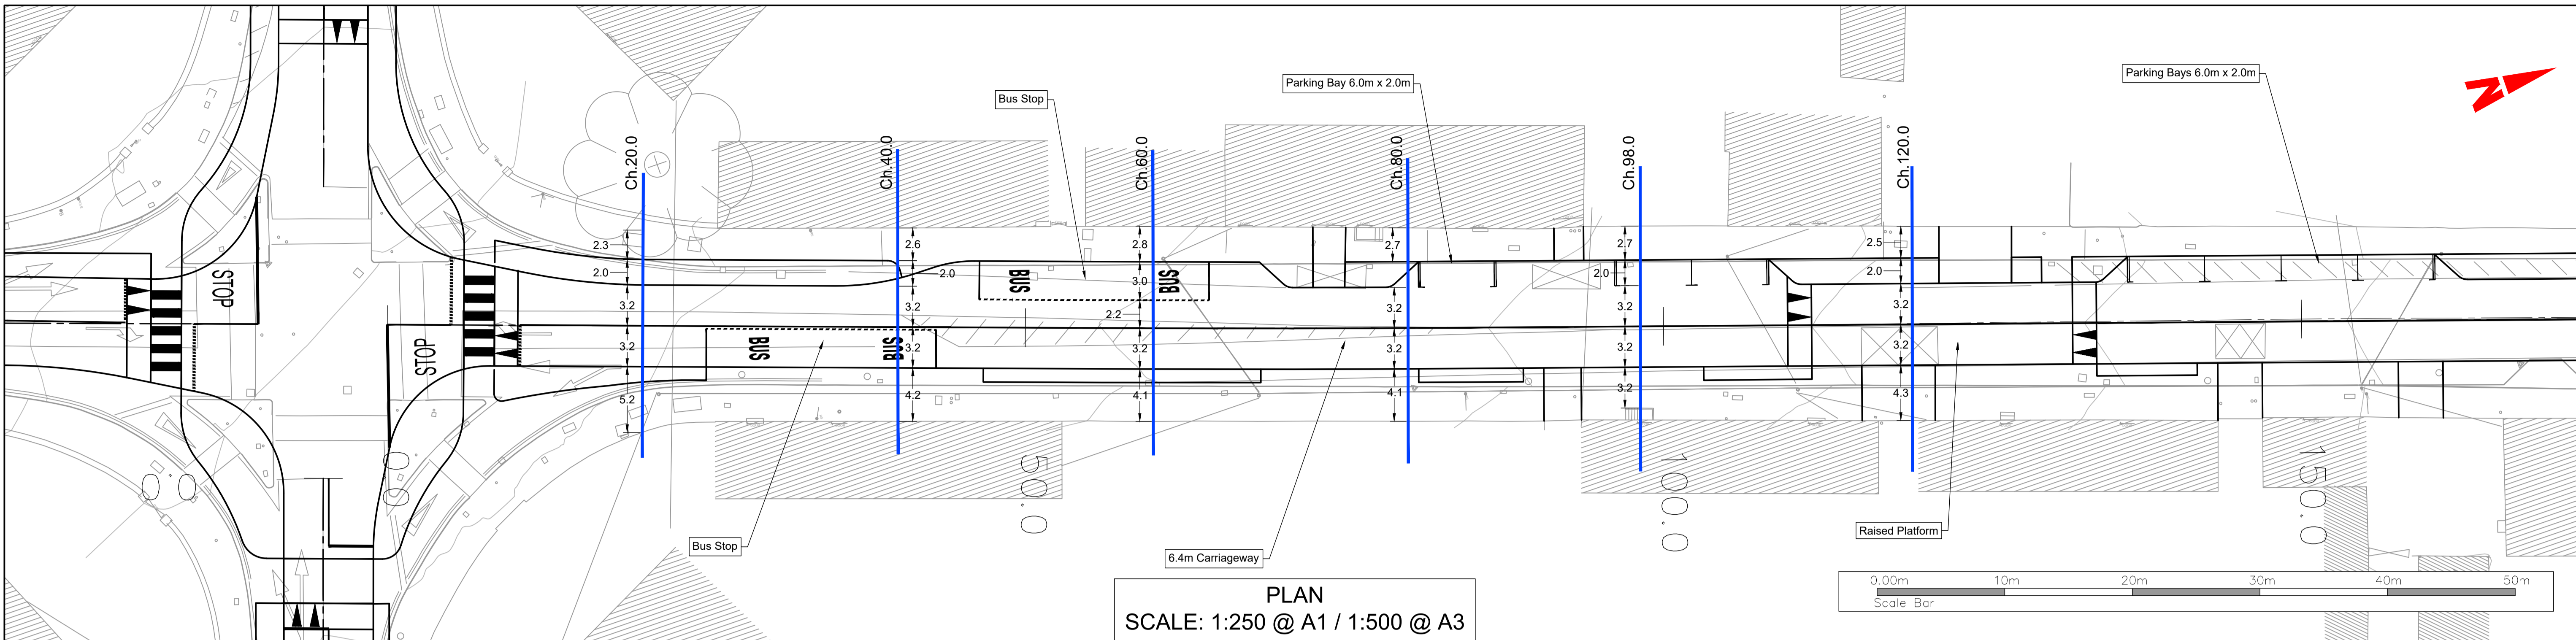 Parking Bays 6.0m x 2.0m
Parking Bay 6.0m x 2.0m
Bus Stop
N
Ch.20.0
Ch.40.0
Ch.60.0
Ch.80.0
Ch.98.0
Ch.120.0
2.3
2.0
3.2
3.2
5.2
2.6
2.0
3.2
3.2
4.2
2.8
3.0
2.2
3.2
4.1
2.7
3.2
3.2
4.1
2.7
2.0
3.2
3.2
3.2
2.5
2.0
3.2
3.2
4.3
STOP
STOP
BUS
BUS
BUS
BUS
0.0
0.0
50.0
100.0
150.0
Bus Stop
6.4m Carriageway
Raised Platform
PLAN
SCALE: 1:250 @ A1 / 1:500 @ A3
0.00m 10m 20m 30m 40m 50m
Scale Bar